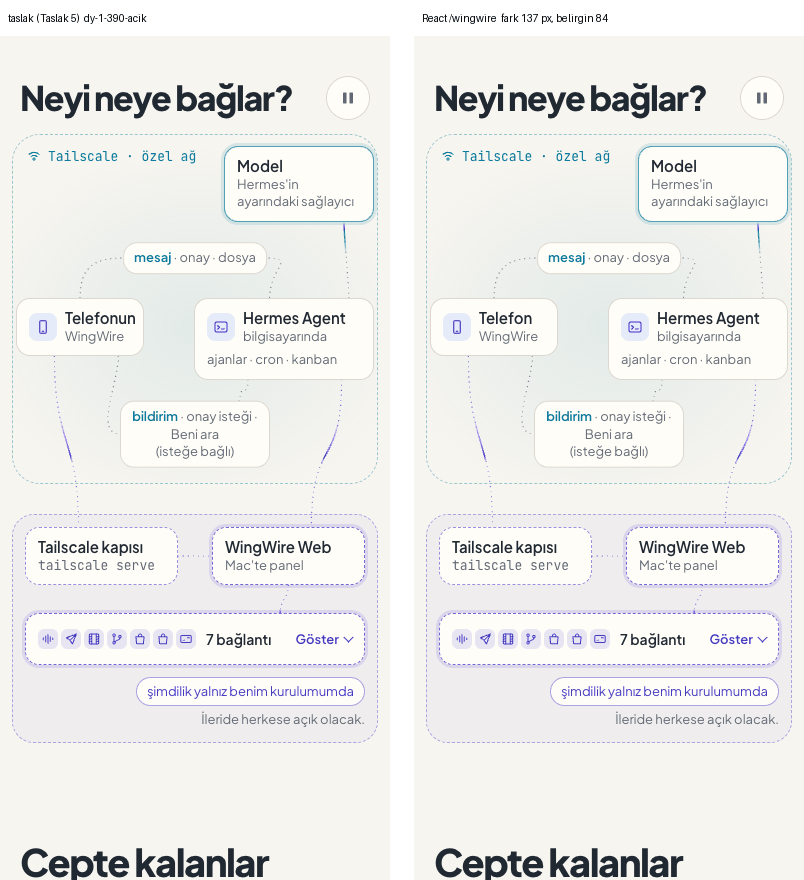 taslak (Taslak 5) dy-1-390-acik
Neyi neye bağlar?
Tailscale · özel ağ
Model
Hermes'in
ayarındaki sağlayıcı
mesaj · onay · dosya
Telefonun
WingWire
Hermes Agent
bilgisayarında
ajanlar · cron · kanban
bildirim · onay isteği ·
Beni ara
(isteğe bağlı)
Tailscale kapısı
tailscale serve
WingWire Web
Mac'te panel
7 bağlantı
Göster
şimdilik yalnız benim kurulumumda
İleride herkese açık olacak.
Cepte kalanlar
React /wingwire fark 137 px, belirgin 84
Neyi neye bağlar?
Tailscale · özel ağ
Model
Hermes'in
ayarındaki sağlayıcı
mesaj · onay · dosya
Telefon
WingWire
Hermes Agent
bilgisayarında
ajanlar · cron · kanban
bildirim · onay isteği ·
Beni ara
(isteğe bağlı)
Tailscale kapısı
tailscale serve
WingWire Web
Mac'te panel
7 bağlantı
Göster
şimdilik yalnız benim kurulumumda
İleride herkese açık olacak.
Cepte kalanlar